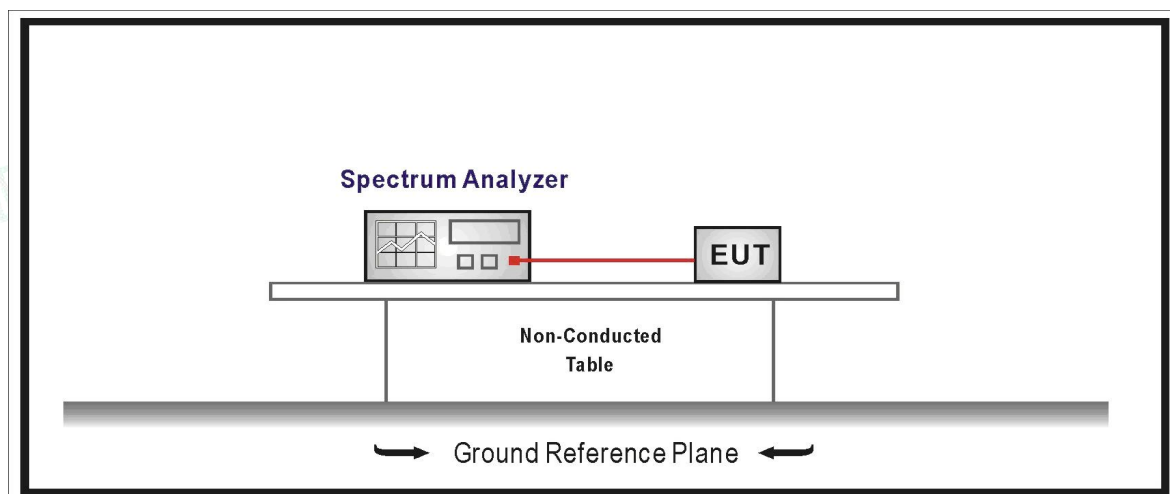 Spectrum Analyzer
EUT
Non-Conducted
Table
Ground Reference Plane